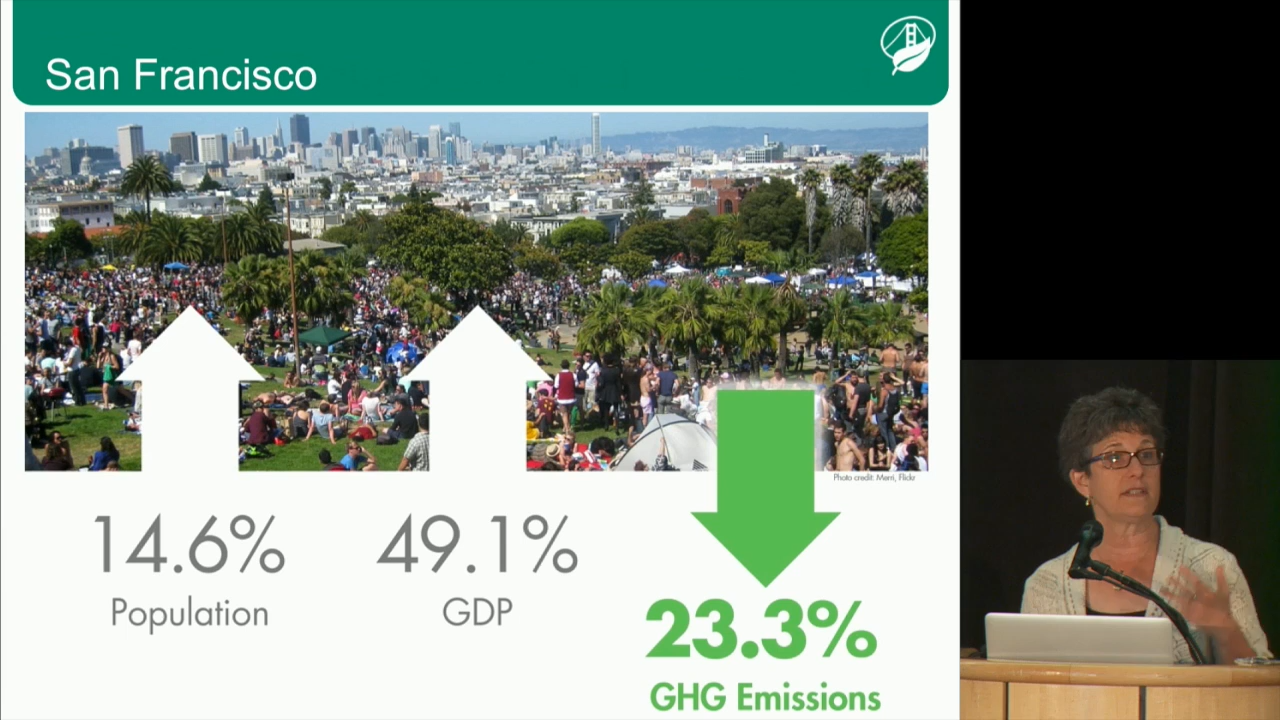 San Francisco
Photo credit: Merri, Flickr
14.6%
Population
49.1%
GDP
23.3%
GHG Emissions